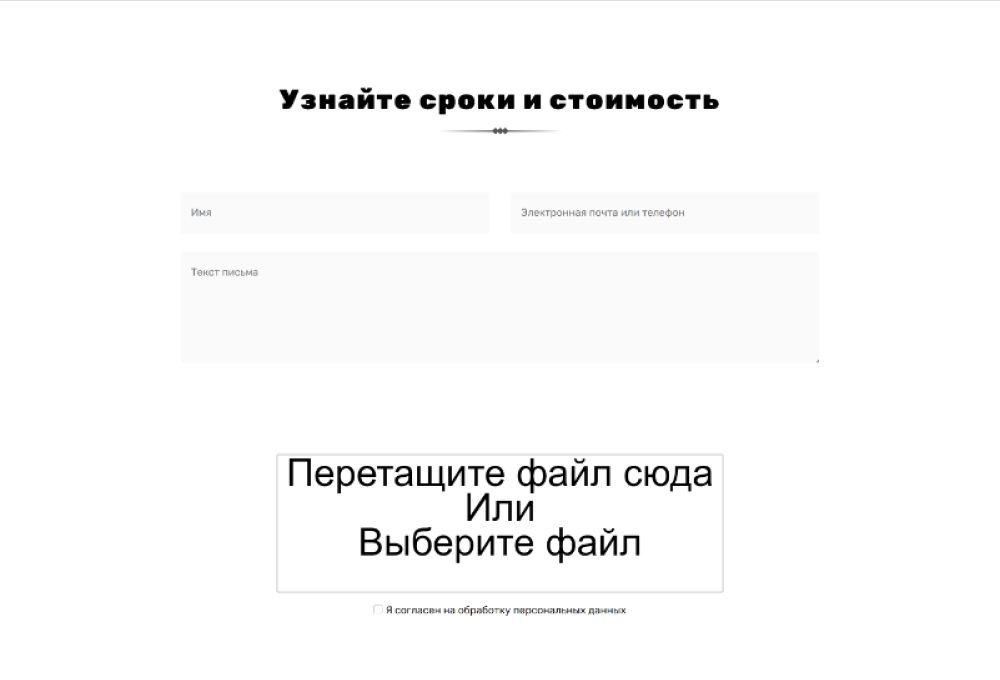 Узнайте сроки и стоимость
Имя
Электронная почта или телефон
Текст письма
Перетащите файл сюда
Или
Выберите файл
Я согласен на обработку персональных данных